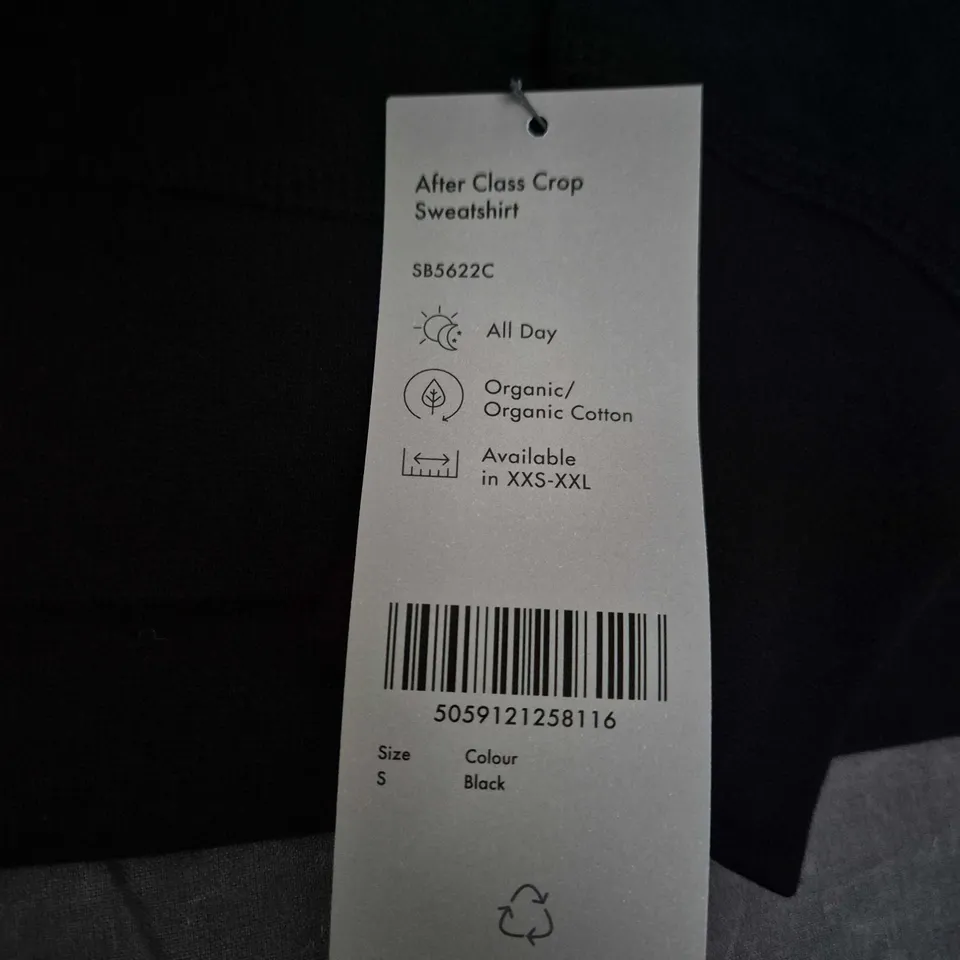 After Class Crop
Sweatshirt
SB5622C
All Day
Organic/
Organic Cotton
Available
in XXS-XXL
5059121258116
Size Colour
S Black